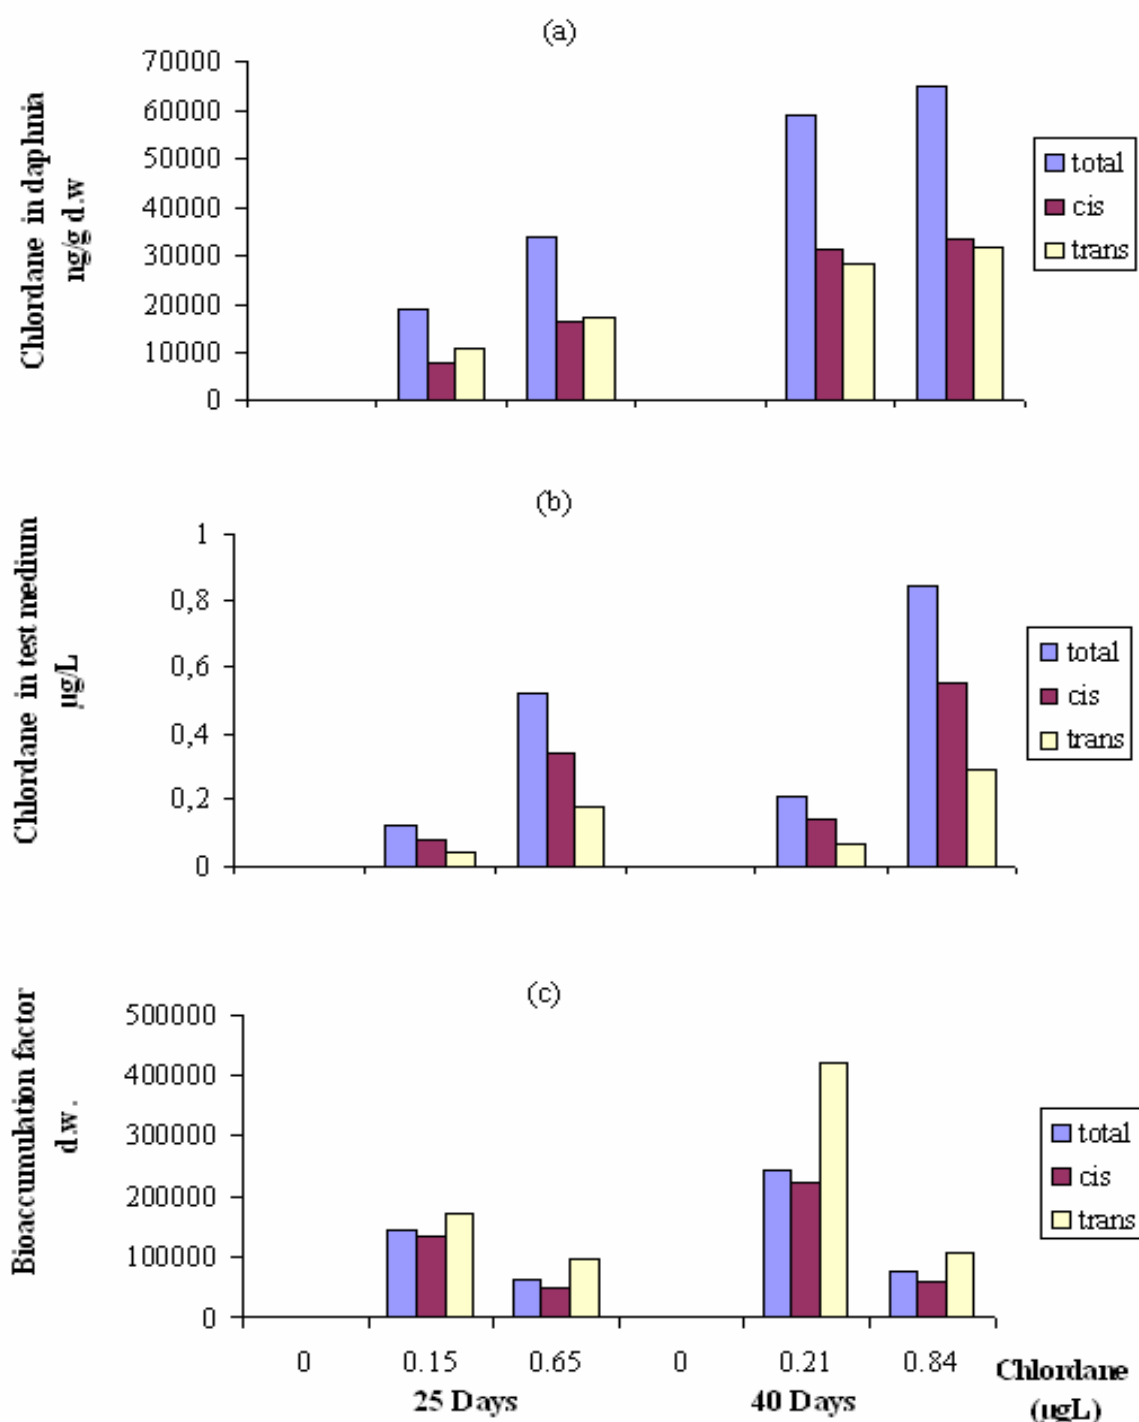 (a)
Chlordane in daphnia
ng/g d.w
70000
60000
50000
40000
30000
20000
10000
0
total
cis
trans
(b)
Chlordane in test medium
µg/L
1
0,8
0,6
0,4
0,2
0
total
cis
trans
(c)
Bioaccumulation factor
d.w.
500000
400000
300000
200000
100000
0
total
cis
trans
0 0.15 0.65 0 0.21 0.84 Chlordane
25 Days 40 Days (µgL)